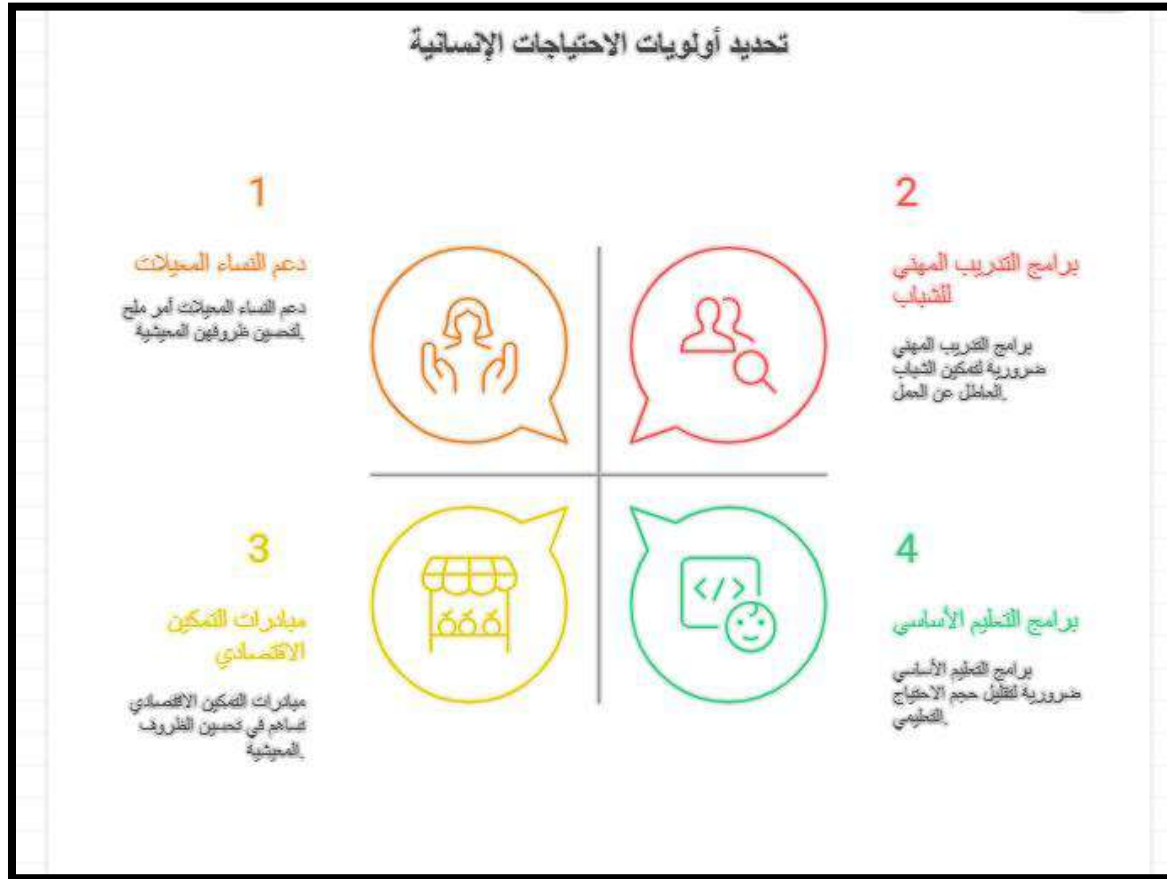 تحديد أولويات الاحتياجات الإنسانية
1
دعم النساء المعيلات
دعم النساء المعيلات أمر ملح
لتحسين ظروفهن المعيشية.
2
برامج التدريب المهني
للشباب
برامج التدريب المهني
ضرورية لتمكين الشباب
العاطل عن العمل.
3
مبادرات التمكين
الاقتصادي
مبادرات التمكين الاقتصادي
تساهم في تحسين الظروف
المعيشية.
4
برامج التعليم الأساسي
برامج التعليم الأساسي
ضرورية لتقليل حجم الاحتياج
التعليمي.